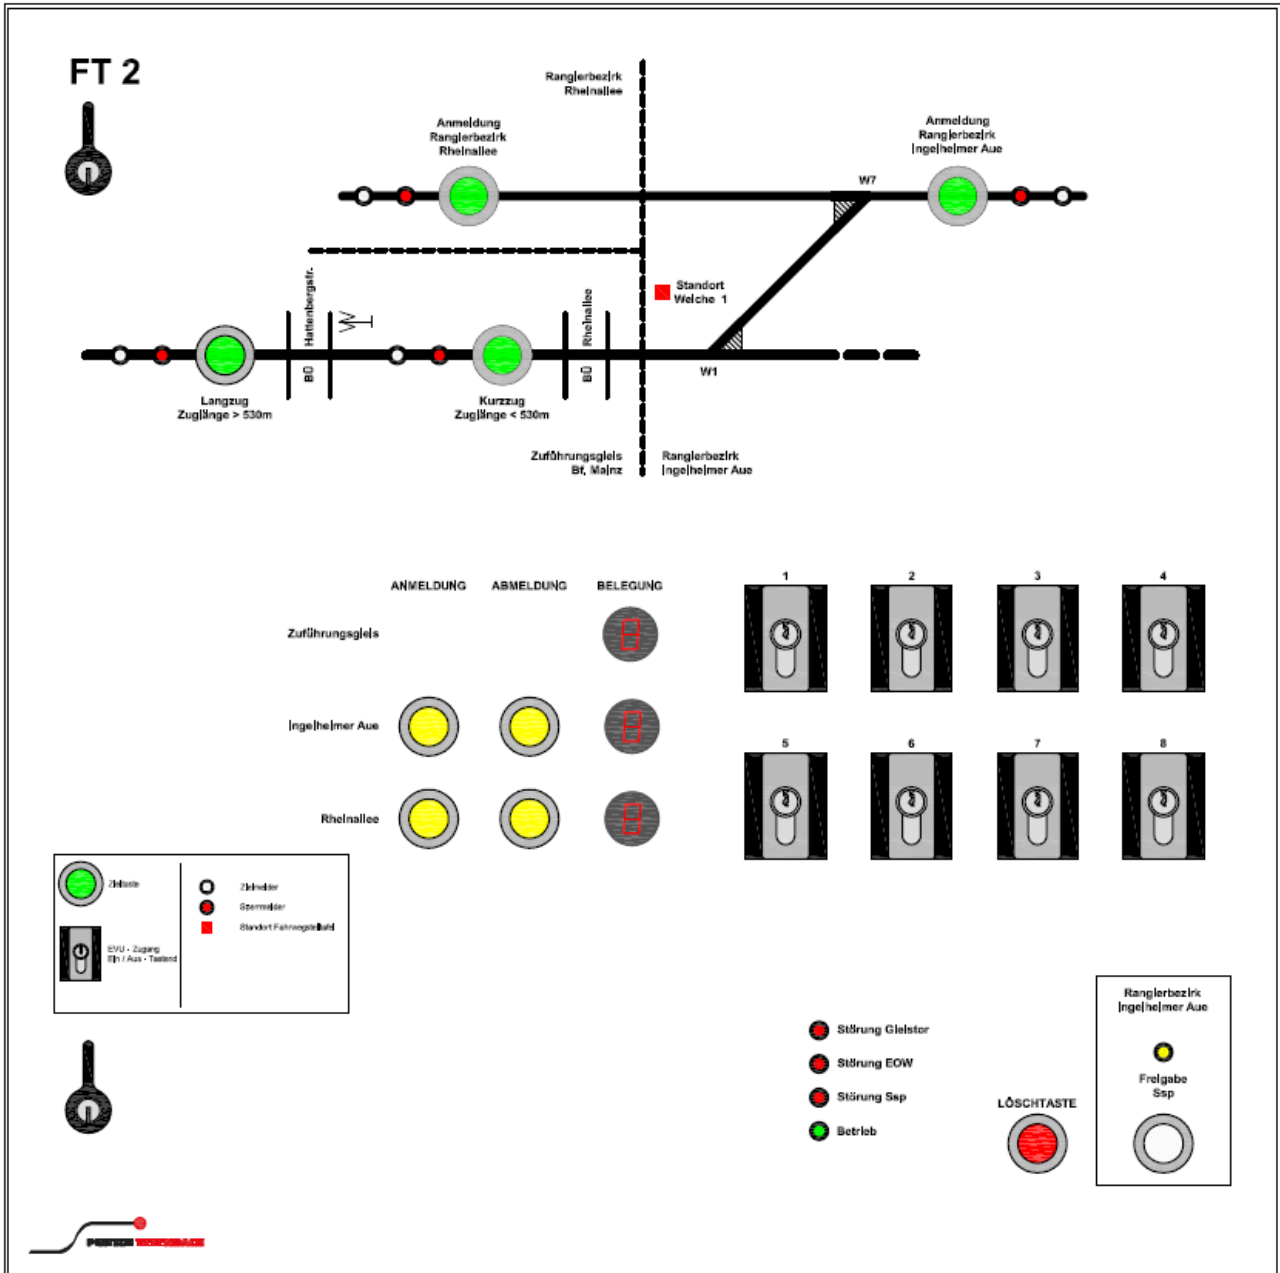 FT 2
Rangierbezirk
Rheinallee
Anmeldung
Rangierbezirk
Rheinallee
Anmeldung
Rangierbezirk
Ingelheimer Aue
W7
Hattenbergstr.
BÜ
Rheinallee
BÜ
Standort
Weiche 1
W1
Langzug
Zuglänge > 530m
Kurzzug
Zuglänge < 530m
Zuführungsgleis
Bf. Mainz
Rangierbezirk
Ingelheimer Aue
ANMELDUNG ABMELDUNG BELEGUNG
Zuführungsgleis
Ingelheimer Aue
Rheinallee
1 2 3 4
5 6 7 8
Zieltaste
EVU - Zugang
Ein / Aus - Tastend
Zielmelder
Sperrmelder
Standort Fahrwegstelltafel
Störung Gleistor
Störung EOW
Störung Ssp
Betrieb
LÖSCHTASTE
Rangierbezirk
Ingelheimer Aue
Freigabe
Ssp